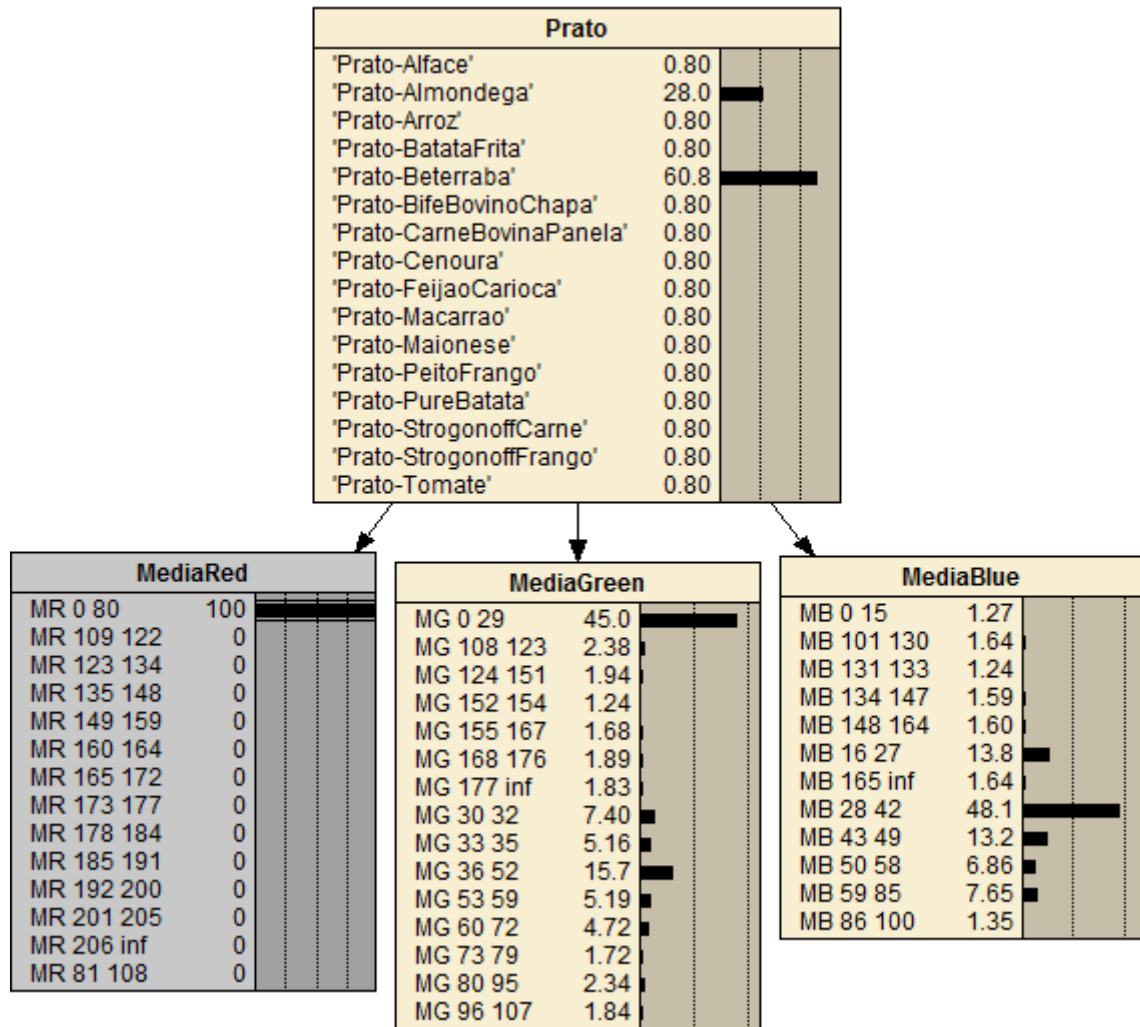 Prato
'Prato-Alface' 0.80
'Prato-Almondega' 28.0
'Prato-Arroz' 0.80
'Prato-BatataFrita' 0.80
'Prato-Beterraba' 60.8
'Prato-BifeBovinoChapa' 0.80
'Prato-CarneBovinaPanela' 0.80
'Prato-Cenoura' 0.80
'Prato-FeijaoCarioca' 0.80
'Prato-Macarrao' 0.80
'Prato-Maionese' 0.80
'Prato-PeitoFrango' 0.80
'Prato-PureBatata' 0.80
'Prato-StrogonoffCarne' 0.80
'Prato-StrogonoffFrango' 0.80
'Prato-Tomate' 0.80
MediaRed
MR 0 80 100
MR 109 122 0
MR 123 134 0
MR 135 148 0
MR 149 159 0
MR 160 164 0
MR 165 172 0
MR 173 177 0
MR 178 184 0
MR 185 191 0
MR 192 200 0
MR 201 205 0
MR 206 inf 0
MR 81 108 0
MediaGreen
MG 0 29 45.0
MG 108 123 2.38
MG 124 151 1.94
MG 152 154 1.24
MG 155 167 1.68
MG 168 176 1.89
MG 177 inf 1.83
MG 30 32 7.40
MG 33 35 5.16
MG 36 52 15.7
MG 53 59 5.19
MG 60 72 4.72
MG 73 79 1.72
MG 80 95 2.34
MG 96 107 1.84
MediaBlue
MB 0 15 1.27
MB 101 130 1.64
MB 131 133 1.24
MB 134 147 1.59
MB 148 164 1.60
MB 16 27 13.8
MB 165 inf 1.64
MB 28 42 48.1
MB 43 49 13.2
MB 50 58 6.86
MB 59 85 7.65
MB 86 100 1.35